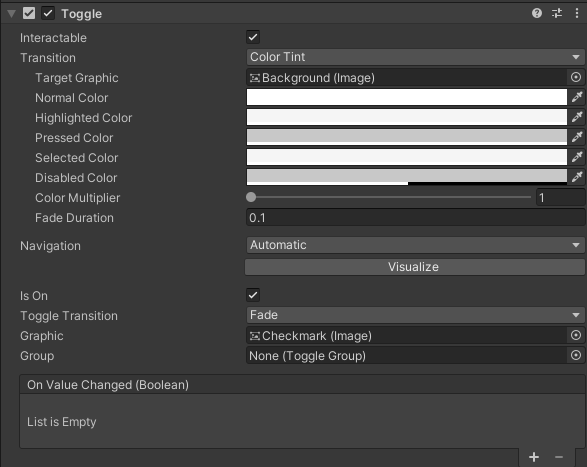 Toggle
Interactable
Transition Color Tint
Target Graphic Background (Image)
Normal Color
Highlighted Color
Pressed Color
Selected Color
Disabled Color
Color Multiplier 1
Fade Duration 0.1
Navigation Automatic
Visualize
Is On
Toggle Transition Fade
Graphic Checkmark (Image)
Group None (Toggle Group)
On Value Changed (Boolean)
List is Empty